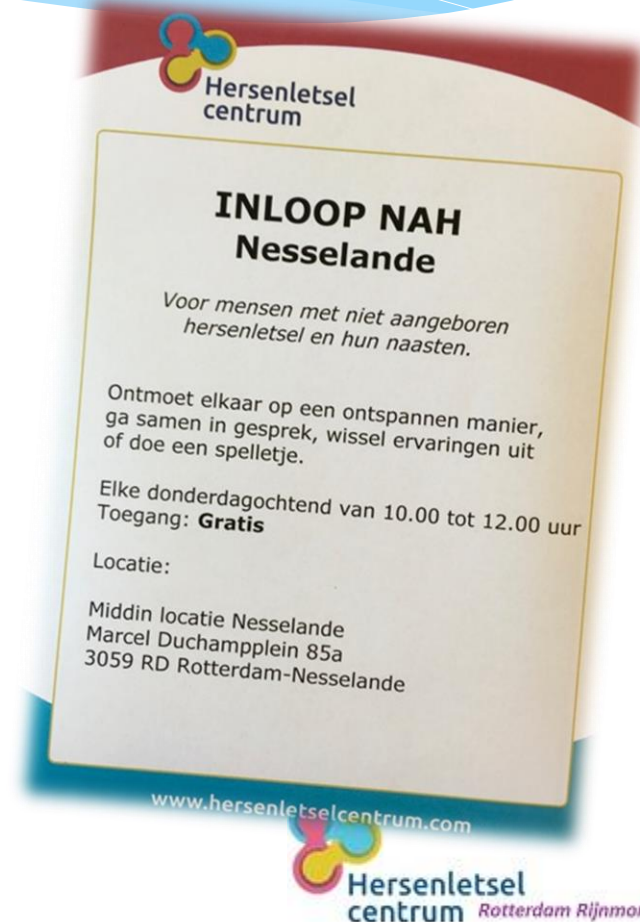 Hersenletsel
centrum
INLOOP NAH
Nesselande
Voor mensen met niet aangeboren
hersenletsel en hun naasten.
Ontmoet elkaar op een ontspannen manier,
ga samen in gesprek, wissel ervaringen uit
of doe een spelletje.
Elke donderdagochtend van 10.00 tot 12.00 uur
Toegang: Gratis
Locatie:
Middin locatie Nesselande
Marcel Duchampplein 85a
3059 RD Rotterdam-Nesselande
www.hersenletselcentrum.com
Hersenletsel
centrum Rotterdam Rijnmo